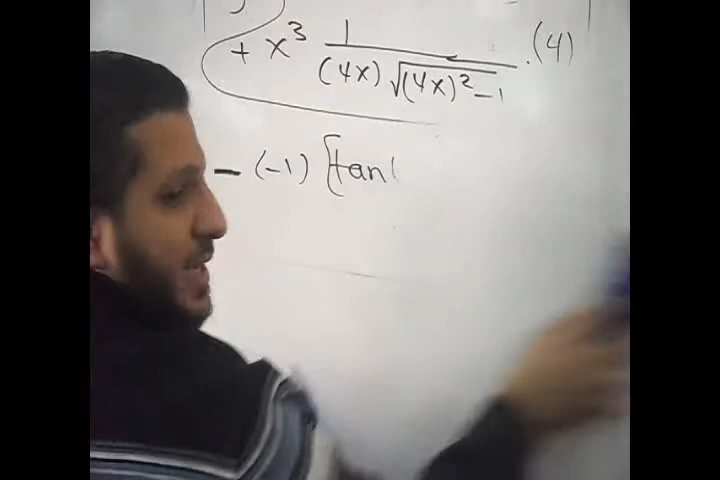 + x³ 1/((4x)√((4x)²-1)) .(4)
- (-1) [tan(